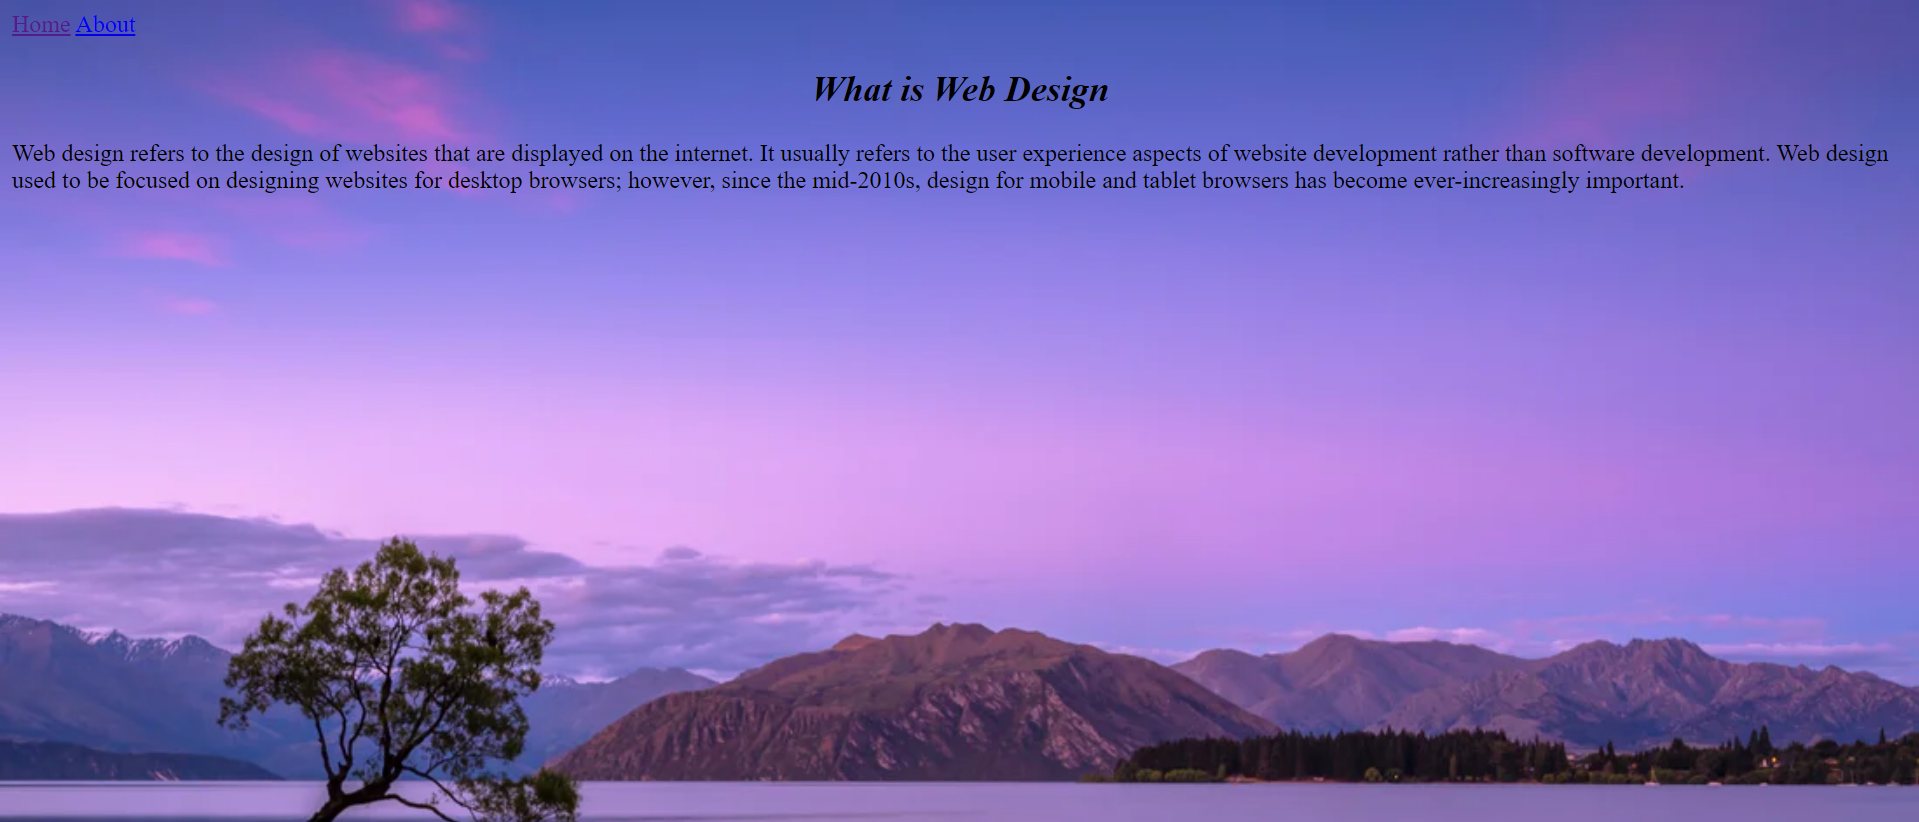 Home About
What is Web Design
Web design refers to the design of websites that are displayed on the internet. It usually refers to the user experience aspects of website development rather than software development. Web design
used to be focused on designing websites for desktop browsers; however, since the mid-2010s, design for mobile and tablet browsers has become ever-increasingly important.